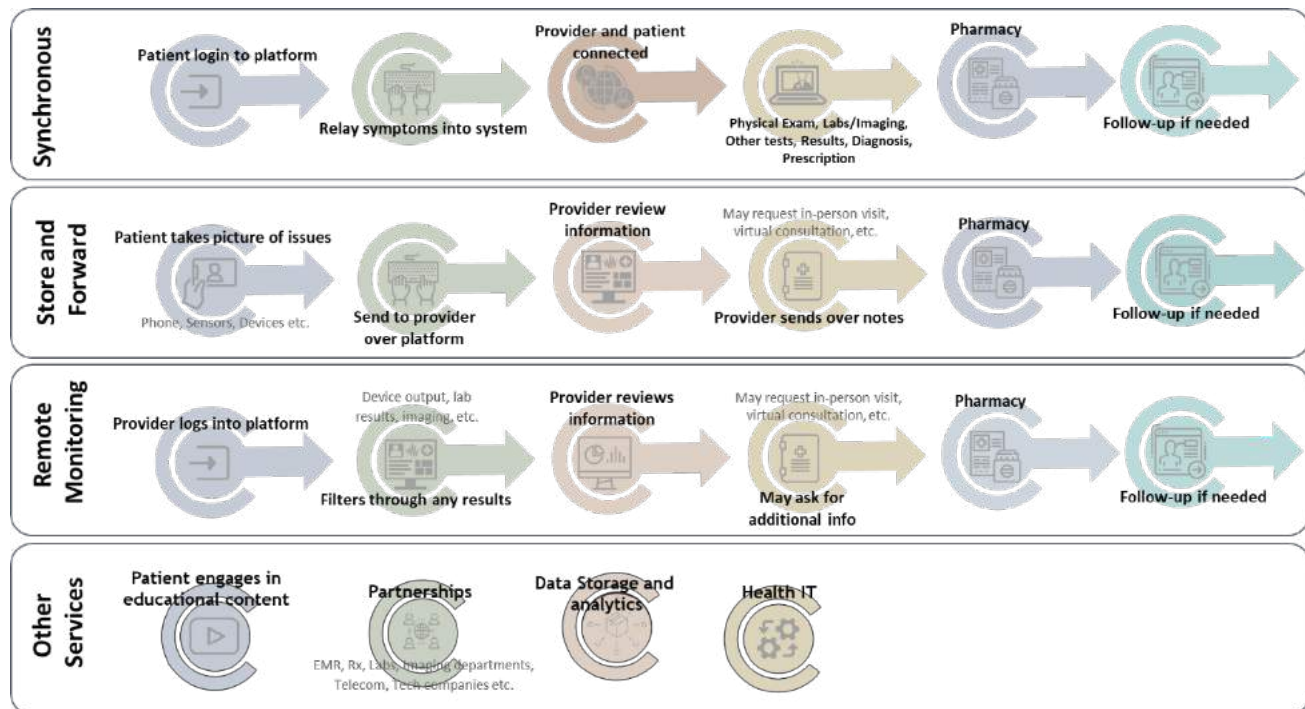 Synchronous
Patient login to platform
Relay symptoms into system
Provider and patient
connected
Physical Exam, Labs/Imaging,
Other tests, Results, Diagnosis,
Prescription
Pharmacy
Follow-up if needed
Store and
Forward
Patient takes picture of issues
Phone, Sensors, Devices etc.
Send to provider
over platform
Provider review
information
May request in-person visit,
virtual consultation, etc.
Provider sends over notes
Pharmacy
Follow-up if needed
Remote
Monitoring
Provider logs into platform
Device output, lab
results, imaging, etc.
Filters through any results
Provider reviews
information
May request in-person visit,
virtual consultation, etc.
May ask for
additional info
Pharmacy
Follow-up if needed
Other
Services
Patient engages in
educational content
Partnerships
EMR, Rx, Labs, Imaging departments,
Telecom, Tech companies etc.
Data Storage and
analytics
Health IT